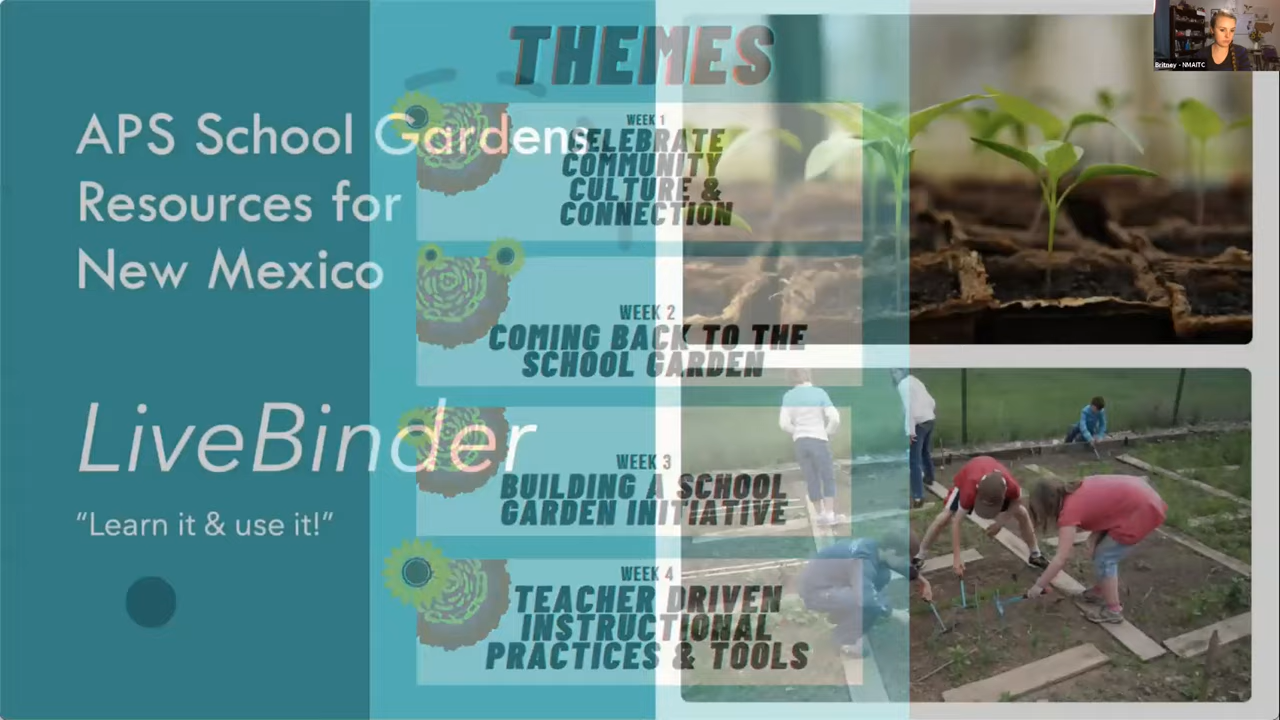 THEMES
APS School Gardens
Resources for
New Mexico
LiveBinder
“Learn it & use it!”
WEEK 1
CELEBRATE
COMMUNITY
CULTURE &
CONNECTION
WEEK 2
COMING BACK TO THE
SCHOOL GARDEN
WEEK 3
BUILDING A SCHOOL
GARDEN INITIATIVE
WEEK 4
TEACHER DRIVEN
INSTRUCTIONAL
PRACTICES & TOOLS
Britney - NMAITC